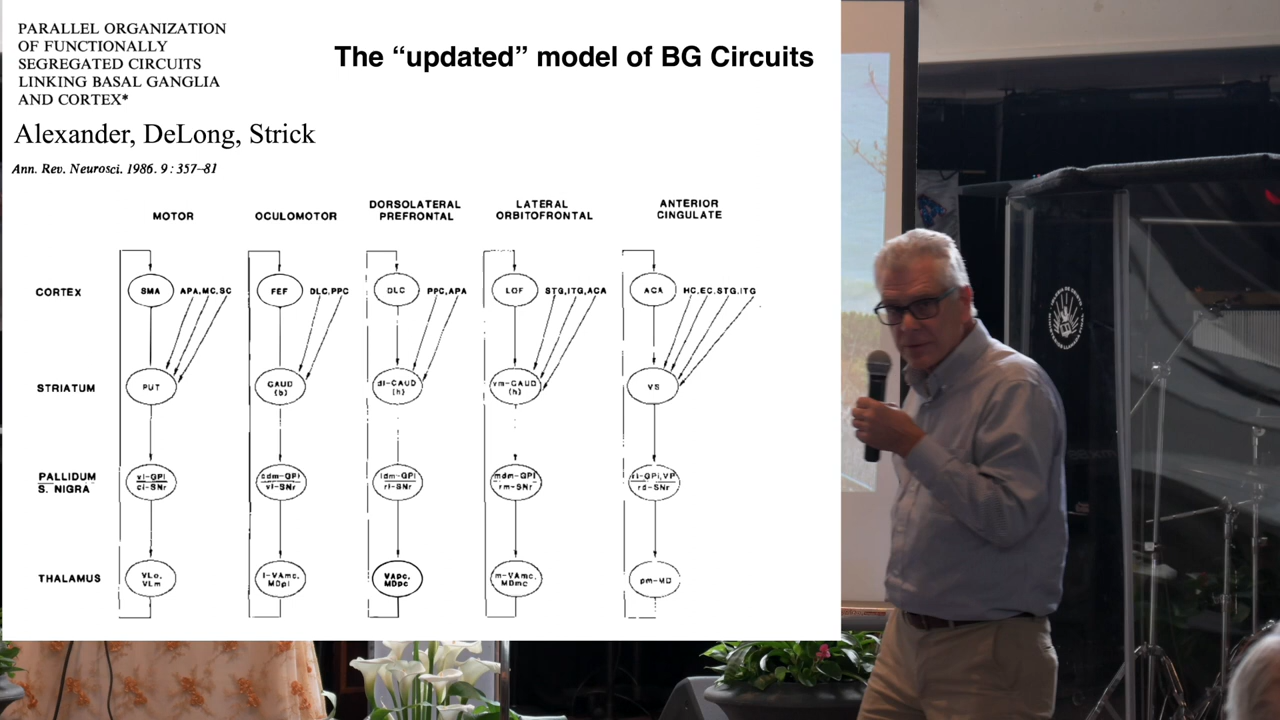 PARALLEL ORGANIZATION
OF FUNCTIONALLY
SEGREGATED CIRCUITS
LINKING BASAL GANGLIA
AND CORTEX*
The “updated” model of BG Circuits
Alexander, DeLong, Strick
Ann. Rev. Neurosci. 1986. 9: 357–81
MOTOR
OCULOMOTOR
DORSOLATERAL
PREFRONTAL
LATERAL
ORBITOFRONTAL
ANTERIOR
CINGULATE
CORTEX
SMA
APA,MC,SC
FEF
DLC,PPC
DLC
PPC,APA
LOF
STG,ITG,ACA
ACA
HC,EC,STG,ITG
STRIATUM
PUT
CAUD
(b)
dl-CAUD
(h)
vm-CAUD
(h)
VS
PALLIDUM
S. NIGRA
vl-GPi
cl-SNr
cdm-GPi
vl-SNr
ldm-GPi
rl-SNr
mdm-GPi
rm-SNr
rl-GPi,VP
rd-SNr
THALAMUS
VLo,
VLm
l-VAmc,
MDpl
VApc,
MDpc
m-VAmc,
MDmc
pm-MD